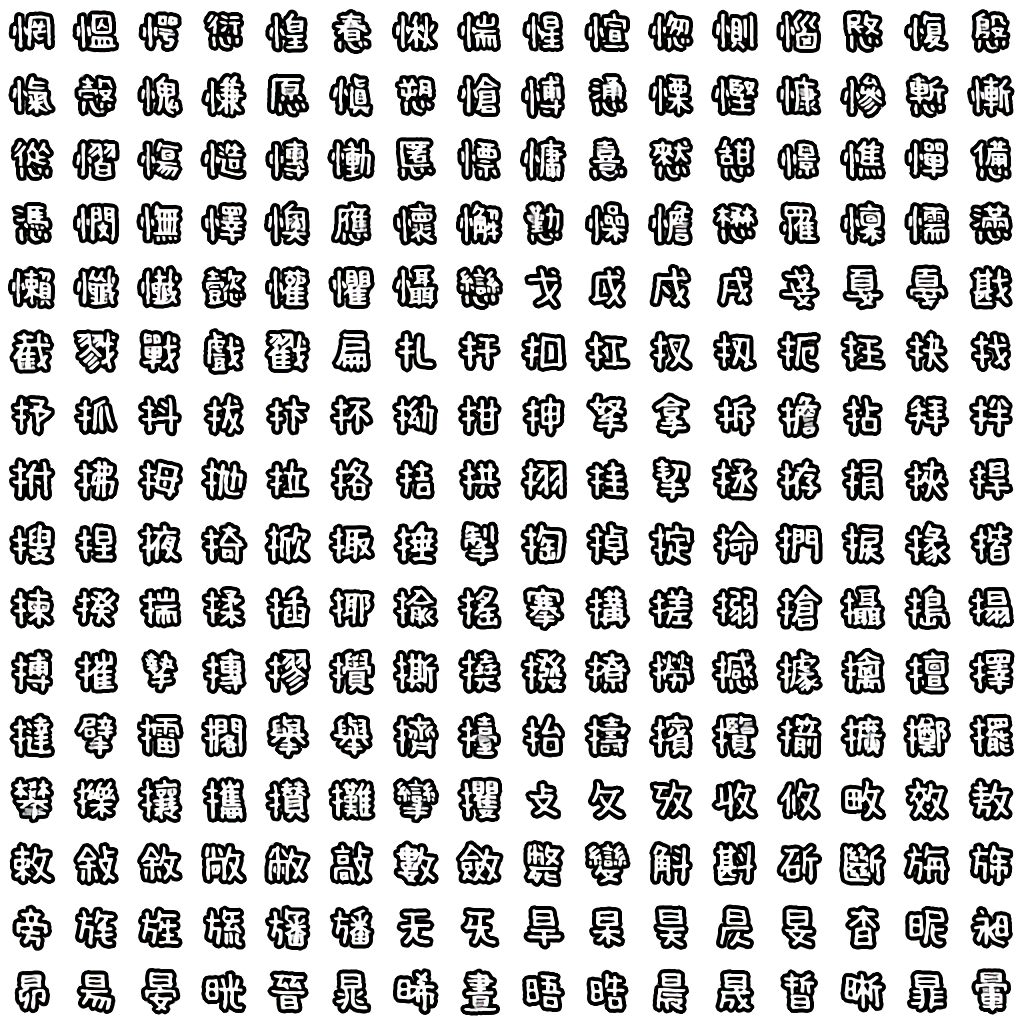 惘慍愕愆惶惷愀惴惺愃惚惻惱愍愎慇
愾愨愧慊愿愼愬愴愽慂慄慳慷慘慙慚
慫慴慯慥慱慟慝慓慵憙憖憇憬憔憚憊
憑憫憮懌懊應懷懈懃懆憺懋罹懍懦懣
懶懺懴懿懽懼懾戀戈戉戍戌戔戛戞戡
截戮戰戲戳扁扎扞扣扛扠扨扼抂抉找
抒抓抖拔抃抔拗拑抻拏拿拆擔拈拜拌
拊拂拇抛拉挌拮拱挧挂挈拯拵捐挾捍
搜捏掖掎掀掫捶掣掏掉掟掵捫捩掾揩
揀揆揣揉插揶揄搖搴搆搓搦搶攝搗搨
搏摧摯摶摎攪撕撓撥撩撈撼據擒擅擇
撻擘擂擱擧舉擠擡抬擣擯攬擶擴擲擺
攀擽攘攜攅攤攣攫攴攵攷收攸畋效敖
敕敍敘敞敝敲數斂斃變斛斟斫斷旃旆
旁旄旌旒旛旙无旡旱杲昊昃旻杳昵昶
昴昜晏晄晉晁晞晝晤晧晨晟晢晰暃暈